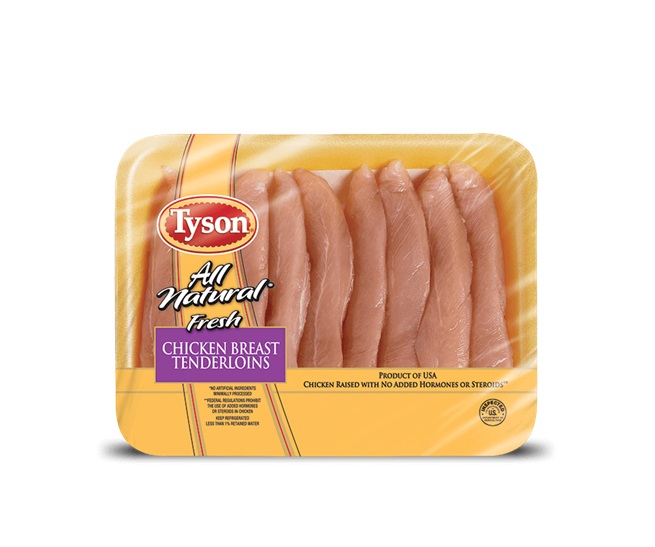 Tyson
All
Natural*
Fresh
CHICKEN BREAST
TENDERLOINS
*NO ARTIFICIAL INGREDIENTS
MINIMALLY PROCESSED
**FEDERAL REGULATIONS PROHIBIT
THE USE OF ADDED HORMONES
OR STEROIDS IN CHICKEN
KEEP REFRIGERATED
LESS THAN 1% RETAINED WATER
PRODUCT OF USA
CHICKEN RAISED WITH NO ADDED HORMONES OR STEROIDS**
INSPECTED
U.S.